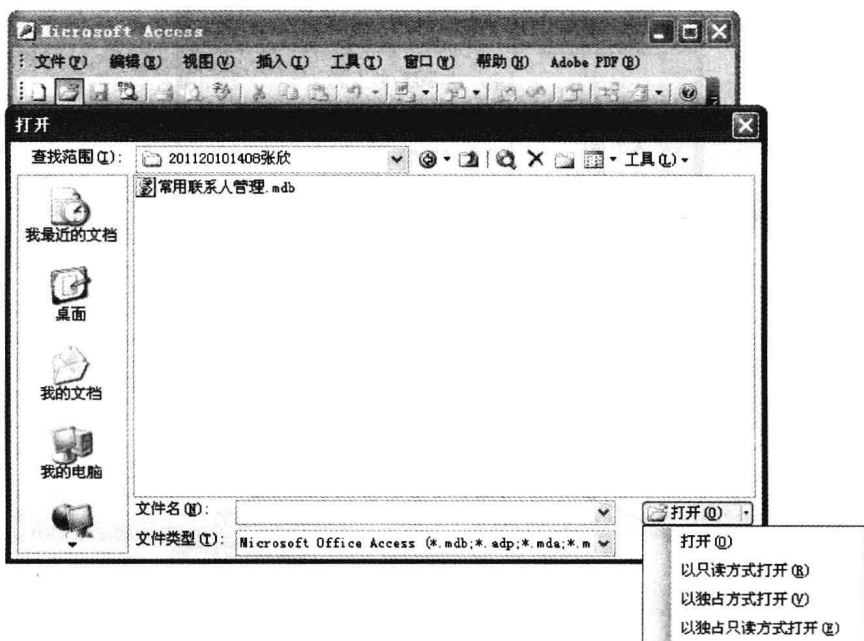 Microsoft Access
文件(F) 编辑(E) 视图(V) 插入(I) 工具(T) 窗口(W) 帮助(H) Adobe PDF(B)
打开
查找范围(I): 201120101408张欣 工具(L)
常用联系人管理.mdb
我最近的文档
桌面
我的文档
我的电脑
文件名(N): 打开(O)
文件类型(T): Microsoft Office Access (*.mdb;*.adp;*.mda;*.m
打开(O)
以只读方式打开(R)
以独占方式打开(V)
以独占只读方式打开(E)